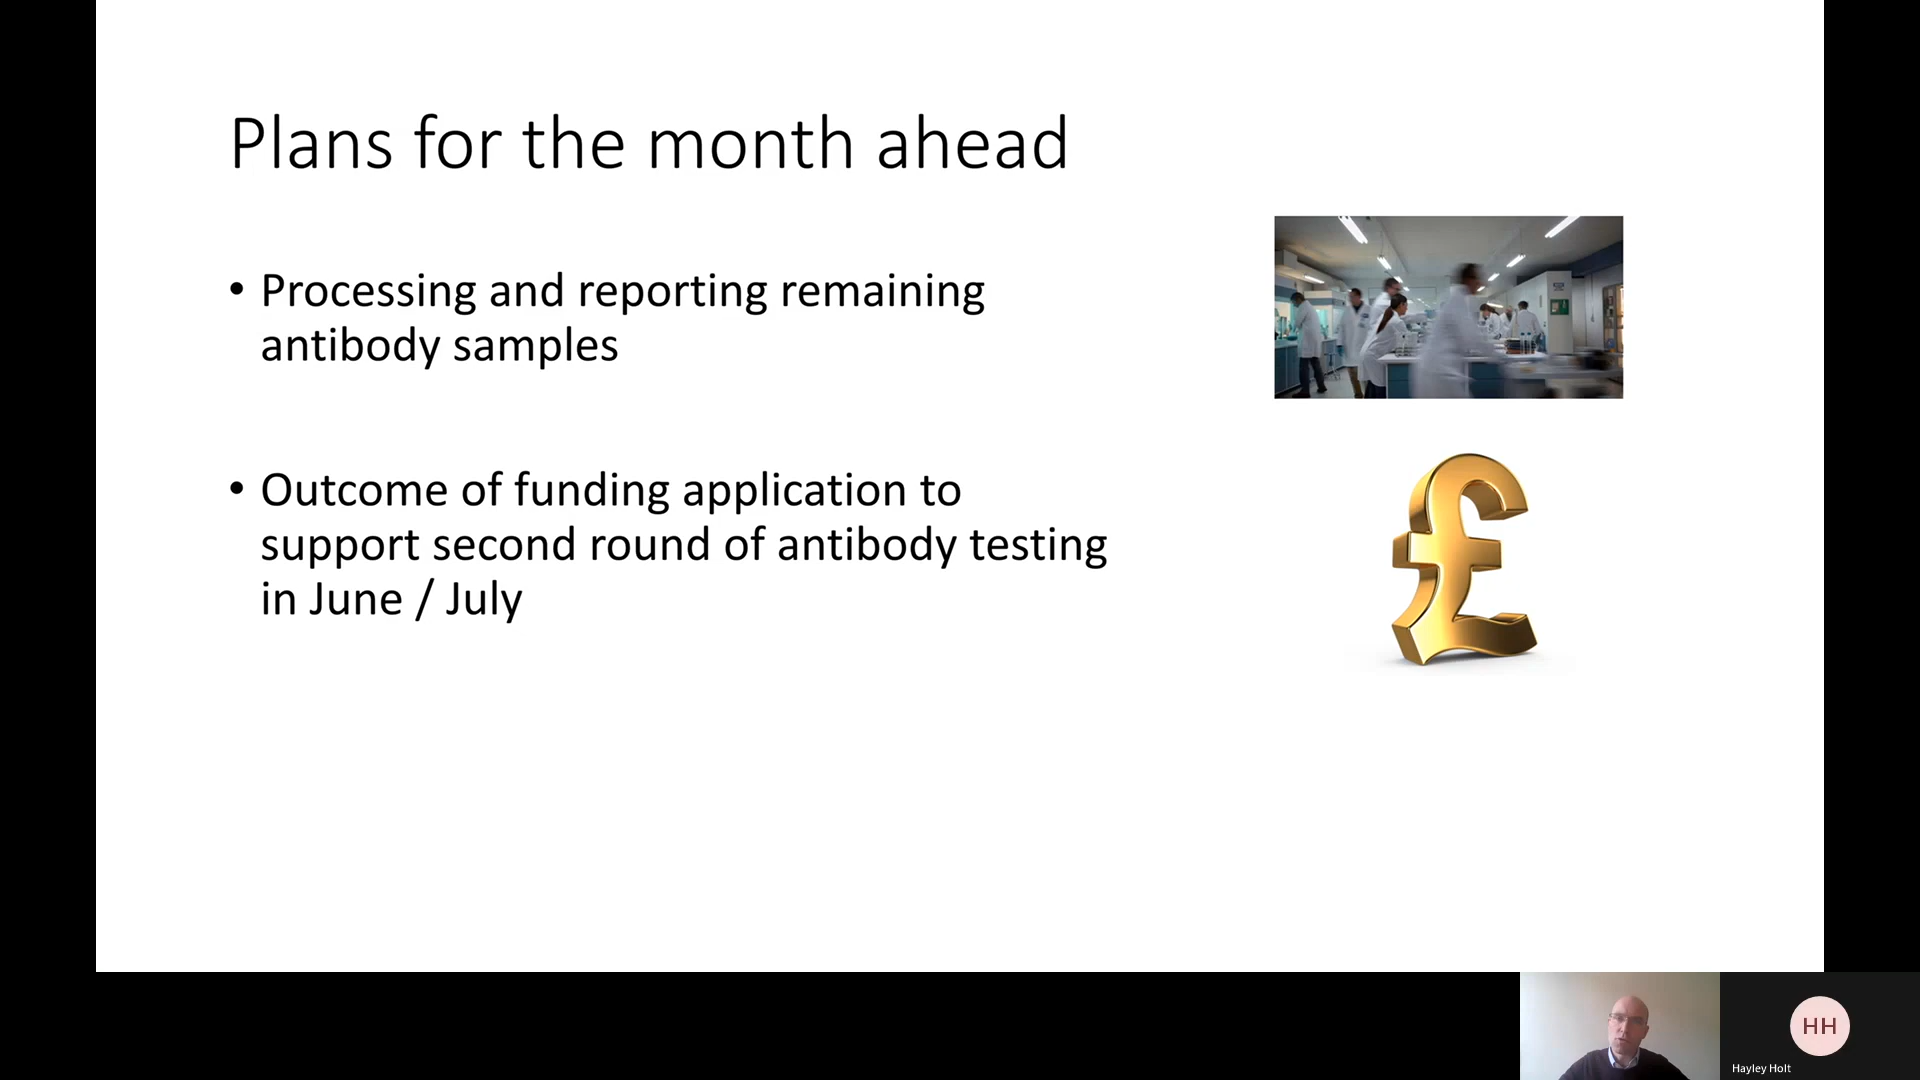 Plans for the month ahead
• Processing and reporting remaining
antibody samples
• Outcome of funding application to
support second round of antibody testing
in June / July
HH
Hayley Holt